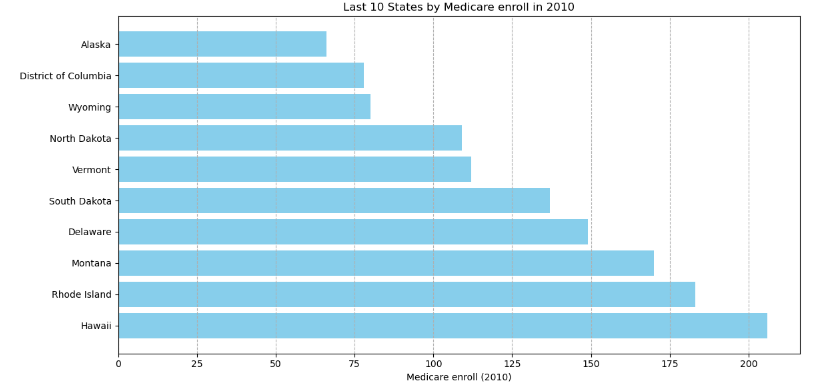 Last 10 States by Medicare enroll in 2010
Alaska
District of Columbia
Wyoming
North Dakota
Vermont
South Dakota
Delaware
Montana
Rhode Island
Hawaii
0 25 50 75 100 125 150 175 200
Medicare enroll (2010)